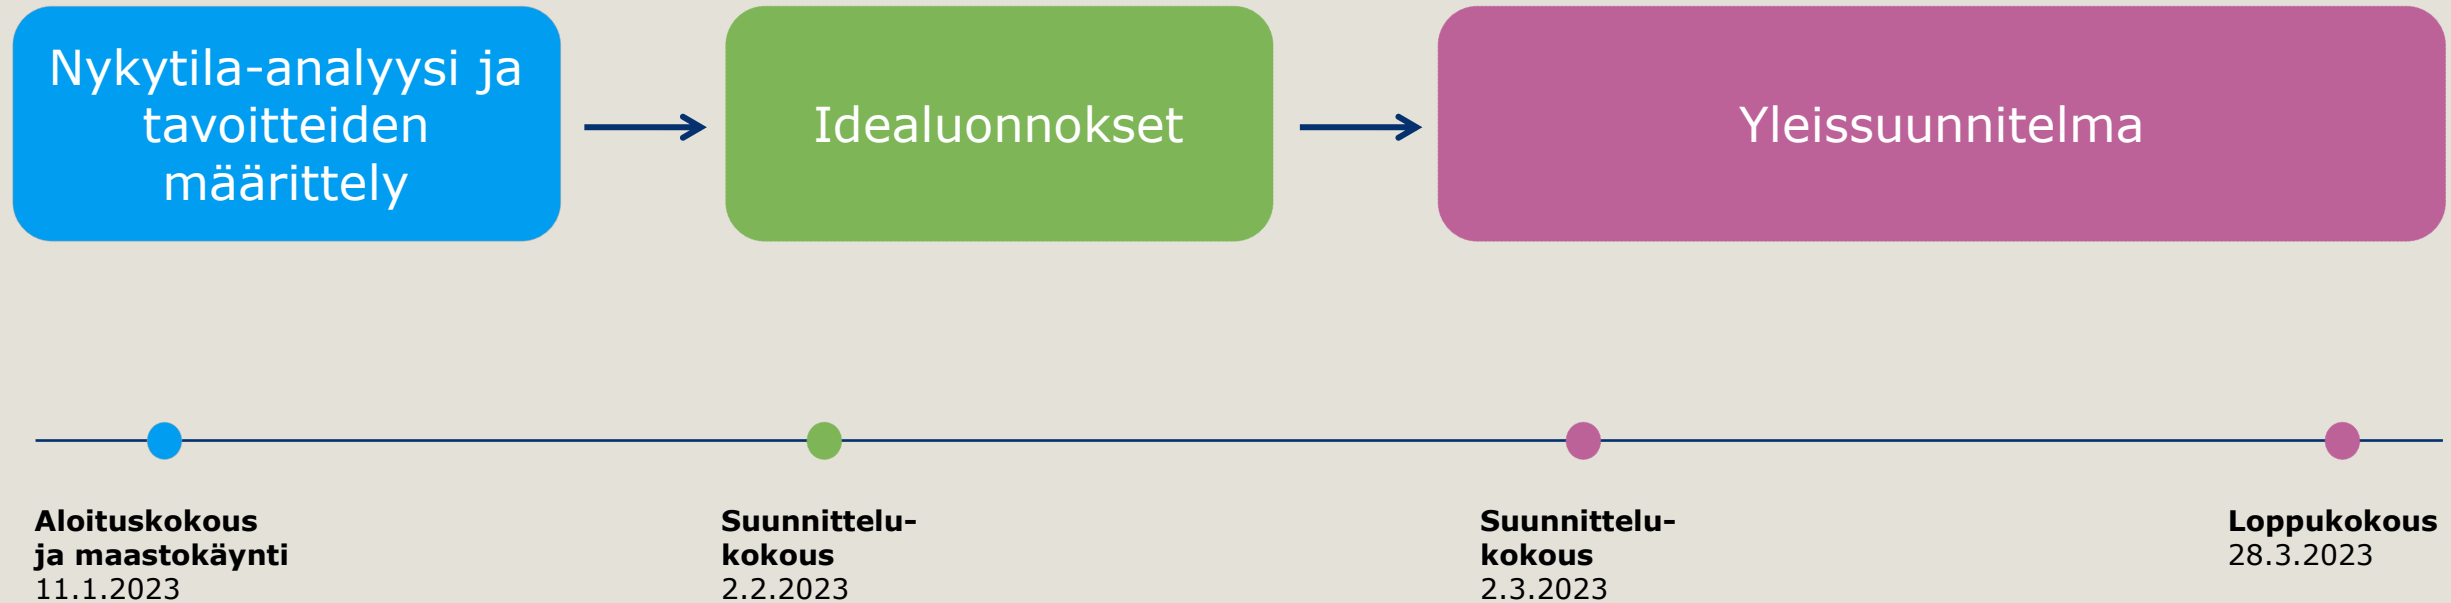 Nykytila-analyysi ja
tavoitteiden
määrittely
Idealuonnokset
Yleissuunnitelma
Aloituskokous
ja maastokäynti
11.1.2023
Suunnittelu-
kokous
2.2.2023
Suunnittelu-
kokous
2.3.2023
Loppukokous
28.3.2023